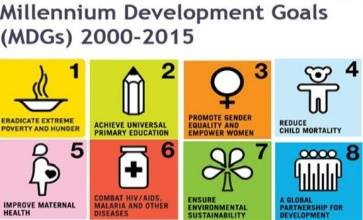 Millennium Development Goals
(MDGs) 2000-2015
1
ERADICATE EXTREME
POVERTY AND HUNGER
2
ACHIEVE UNIVERSAL
PRIMARY EDUCATION
3
PROMOTE GENDER
EQUALITY AND
EMPOWER WOMEN
4
REDUCE
CHILD MORTALITY
5
IMPROVE MATERNAL
HEALTH
6
COMBAT HIV/AIDS,
MALARIA AND OTHER
DISEASES
7
ENSURE
ENVIRONMENTAL
SUSTAINABILITY
8
A GLOBAL
PARTNERSHIP FOR
DEVELOPMENT